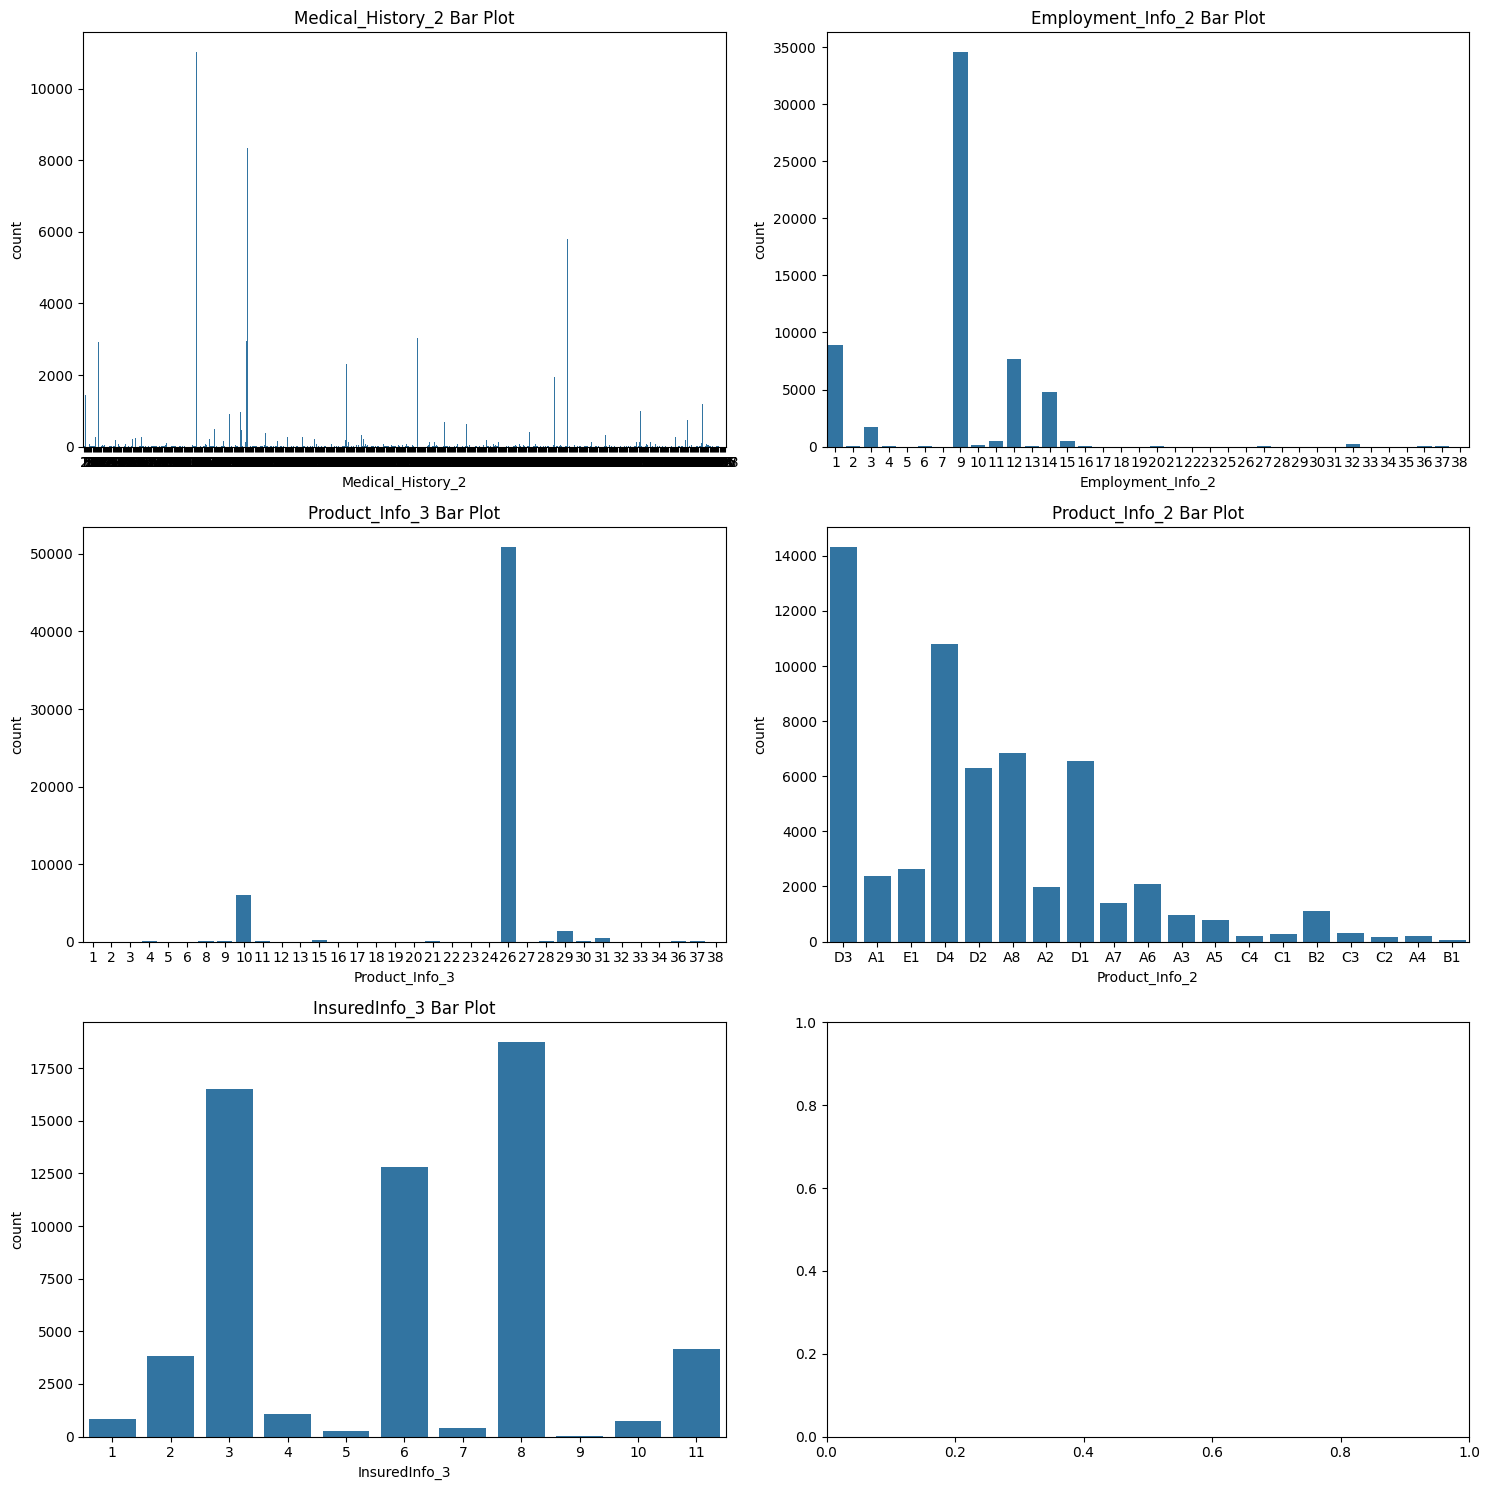 Medical_History_2 Bar Plot
count
10000
8000
6000
4000
2000
0
Medical_History_2
Employment_Info_2 Bar Plot
count
35000
30000
25000
20000
15000
10000
5000
0
1 2 3 4 5 6 7 9 10 11 12 13 14 15 16 17 18 19 20 21 22 23 25 26 27 28 29 30 31 32 33 34 35 36 37 38
Employment_Info_2
Product_Info_3 Bar Plot
count
50000
40000
30000
20000
10000
0
1 2 3 4 5 6 8 9 10 11 12 13 15 16 17 18 19 20 21 22 23 24 26 27 28 29 30 31 32 33 34 36 37 38
Product_Info_3
Product_Info_2 Bar Plot
count
14000
12000
10000
8000
6000
4000
2000
0
D3 A1 E1 D4 D2 A8 A2 D1 A7 A6 A3 A5 C4 C1 B2 C3 C2 A4 B1
Product_Info_2
InsuredInfo_3 Bar Plot
count
17500
15000
12500
10000
7500
5000
2500
0
1 2 3 4 5 6 7 8 9 10 11
InsuredInfo_3
1.0
0.8
0.6
0.4
0.2
0.0
0.0 0.2 0.4 0.6 0.8 1.0